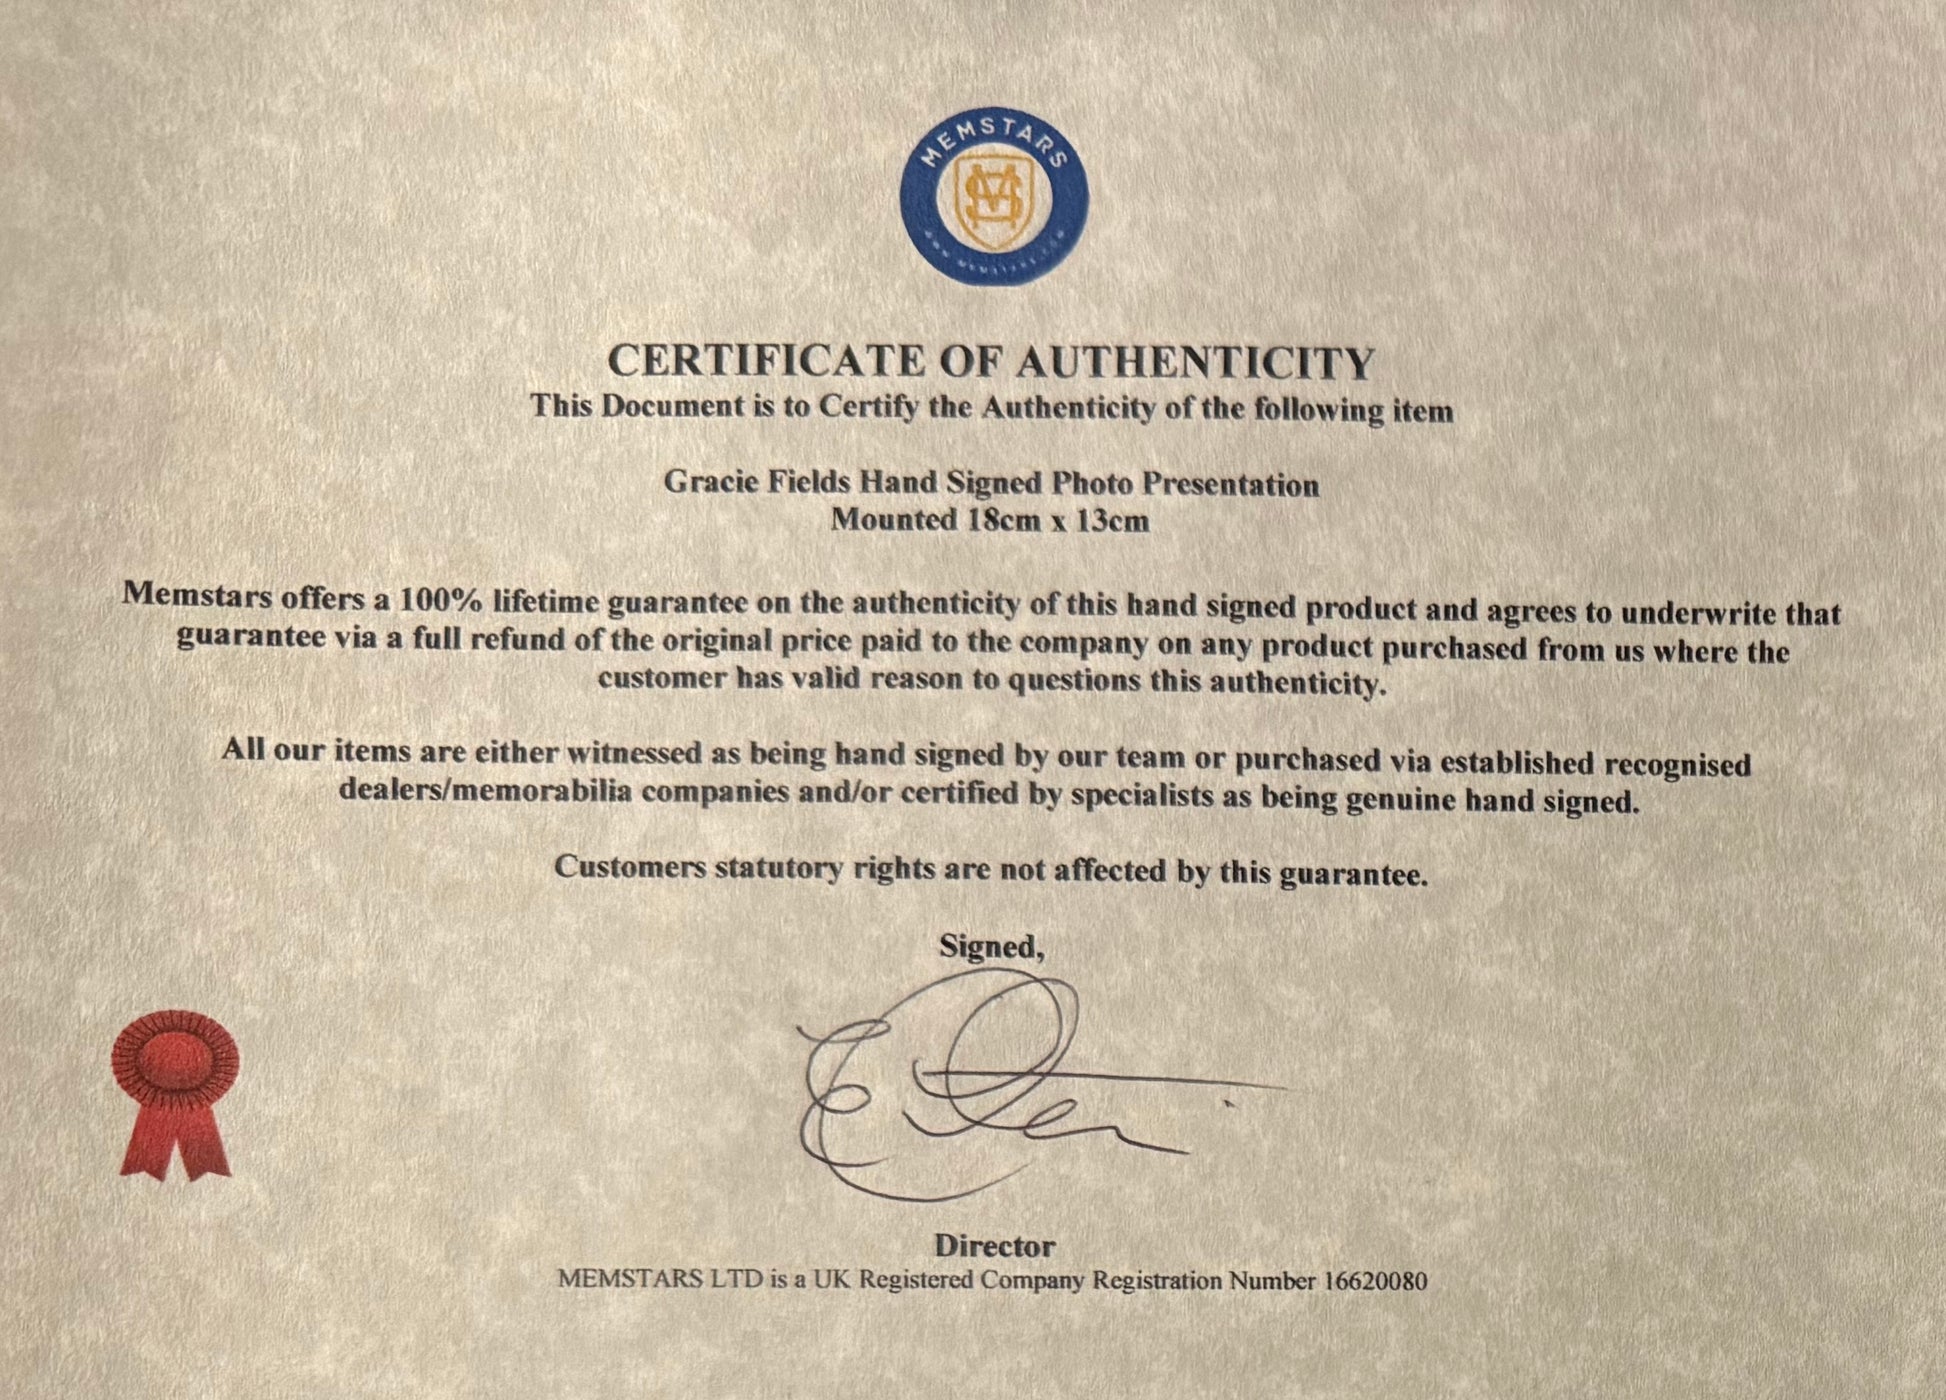 MEMSTARS
MS
WWW.MEMSTARS.COM
CERTIFICATE OF AUTHENTICITY
This Document is to Certify the Authenticity of the following item
Gracie Fields Hand Signed Photo Presentation
Mounted 18cm x 13cm
Memstars offers a 100% lifetime guarantee on the authenticity of this hand signed product and agrees to underwrite that
guarantee via a full refund of the original price paid to the company on any product purchased from us where the
customer has valid reason to questions this authenticity.
All our items are either witnessed as being hand signed by our team or purchased via established recognised
dealers/memorabilia companies and/or certified by specialists as being genuine hand signed.
Customers statutory rights are not affected by this guarantee.
Signed,
Director
MEMSTARS LTD is a UK Registered Company Registration Number 16620080